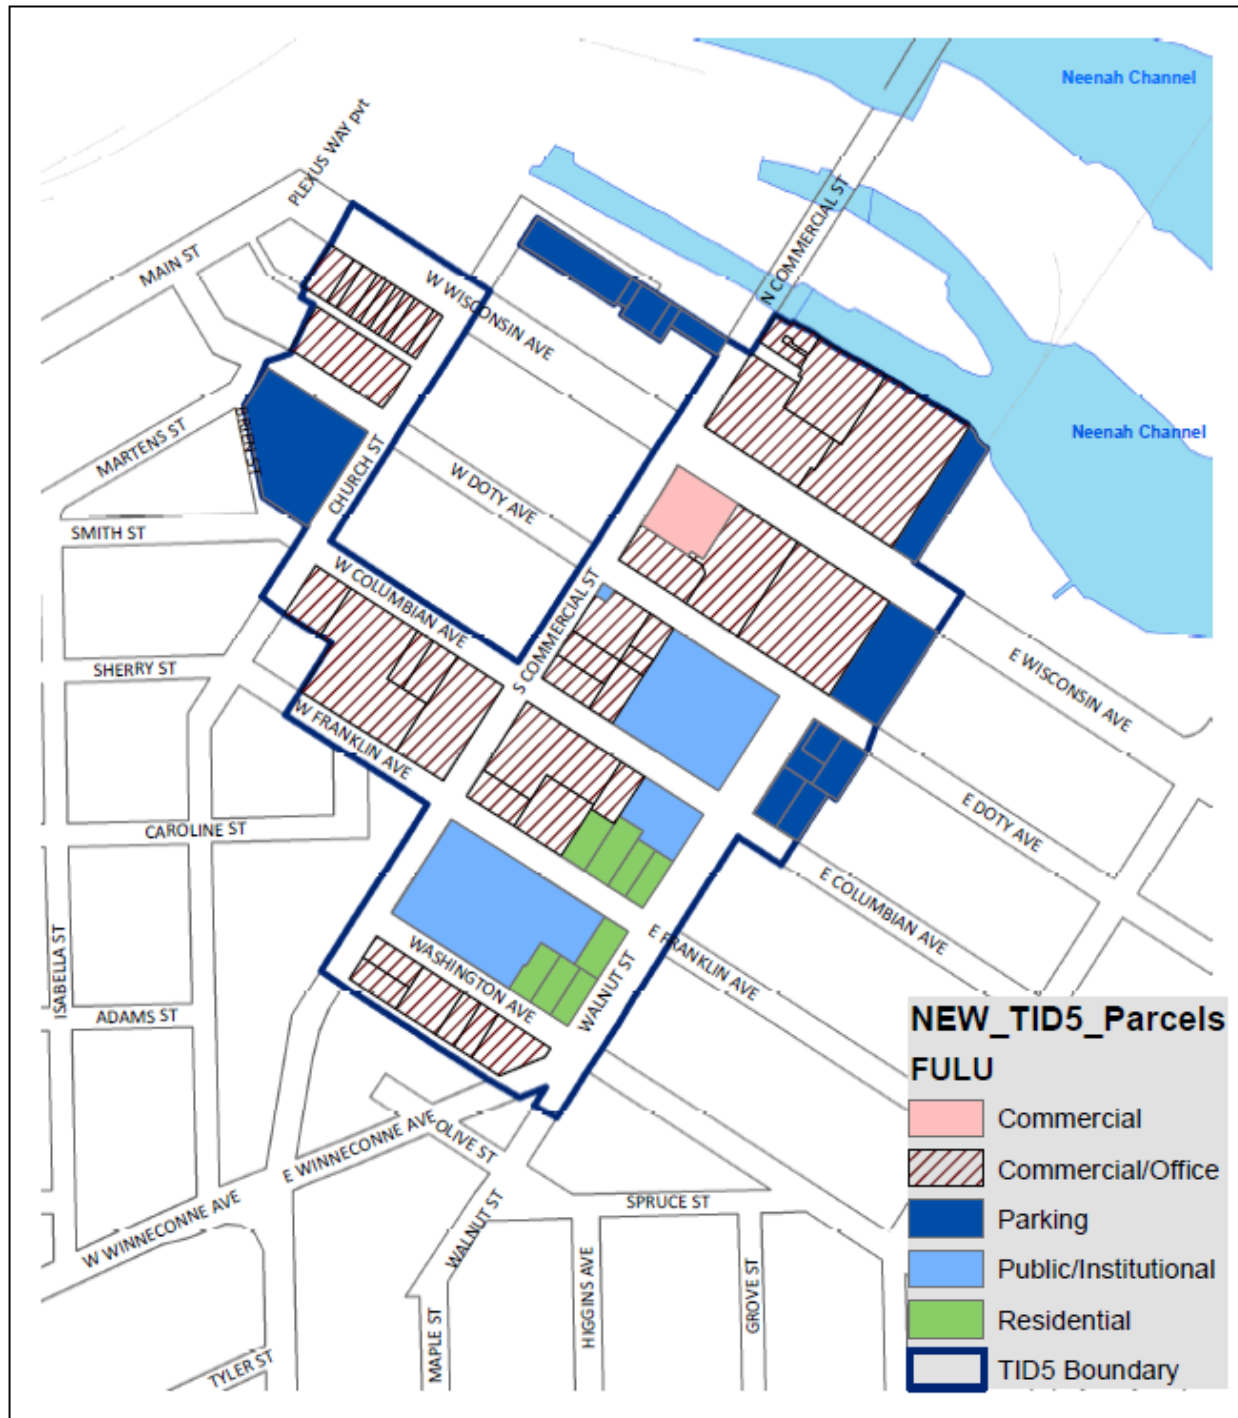 Neenah Channel
PLEXUS WAY pvt
N COMMERCIAL ST
MAIN ST
W WISCONSIN AVE
Neenah Channel
MARTENS ST
BRIEN ST
CHURCH ST
W DOTY AVE
SMITH ST
W COLUMBIAN AVE
S COMMERCIAL ST
SHERRY ST
E WISCONSIN AVE
W FRANKLIN AVE
CAROLINE ST
E DOTY AVE
E COLUMBIAN AVE
ISABELLA ST
WASHINGTON AVE
WALNUT ST
E FRANKLIN AVE
ADAMS ST
E WINNECONNE AVE
OLIVE ST
W WINNECONNE AVE
WALNUT ST
SPRUCE ST
MAPLE ST
HIGGINS AVE
GROVE ST
TYLER ST
NEW_TID5_Parcels
FULU
Commercial
Commercial/Office
Parking
Public/Institutional
Residential
TID5 Boundary